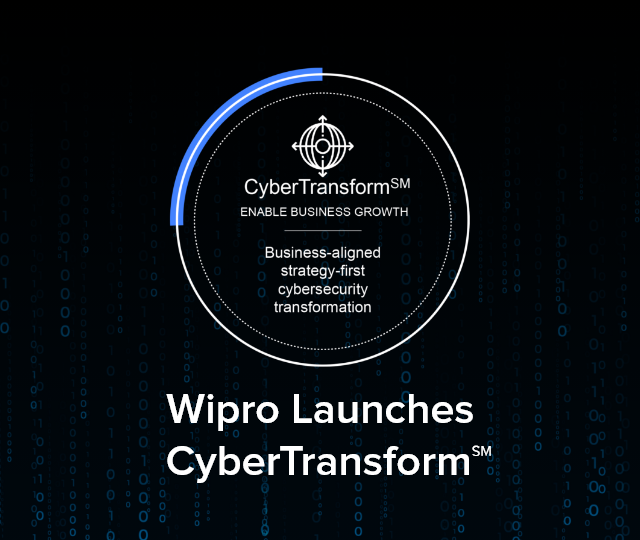 CyberTransform℠
ENABLE BUSINESS GROWTH
Business-aligned
strategy-first
cybersecurity
transformation
Wipro Launches
CyberTransform℠